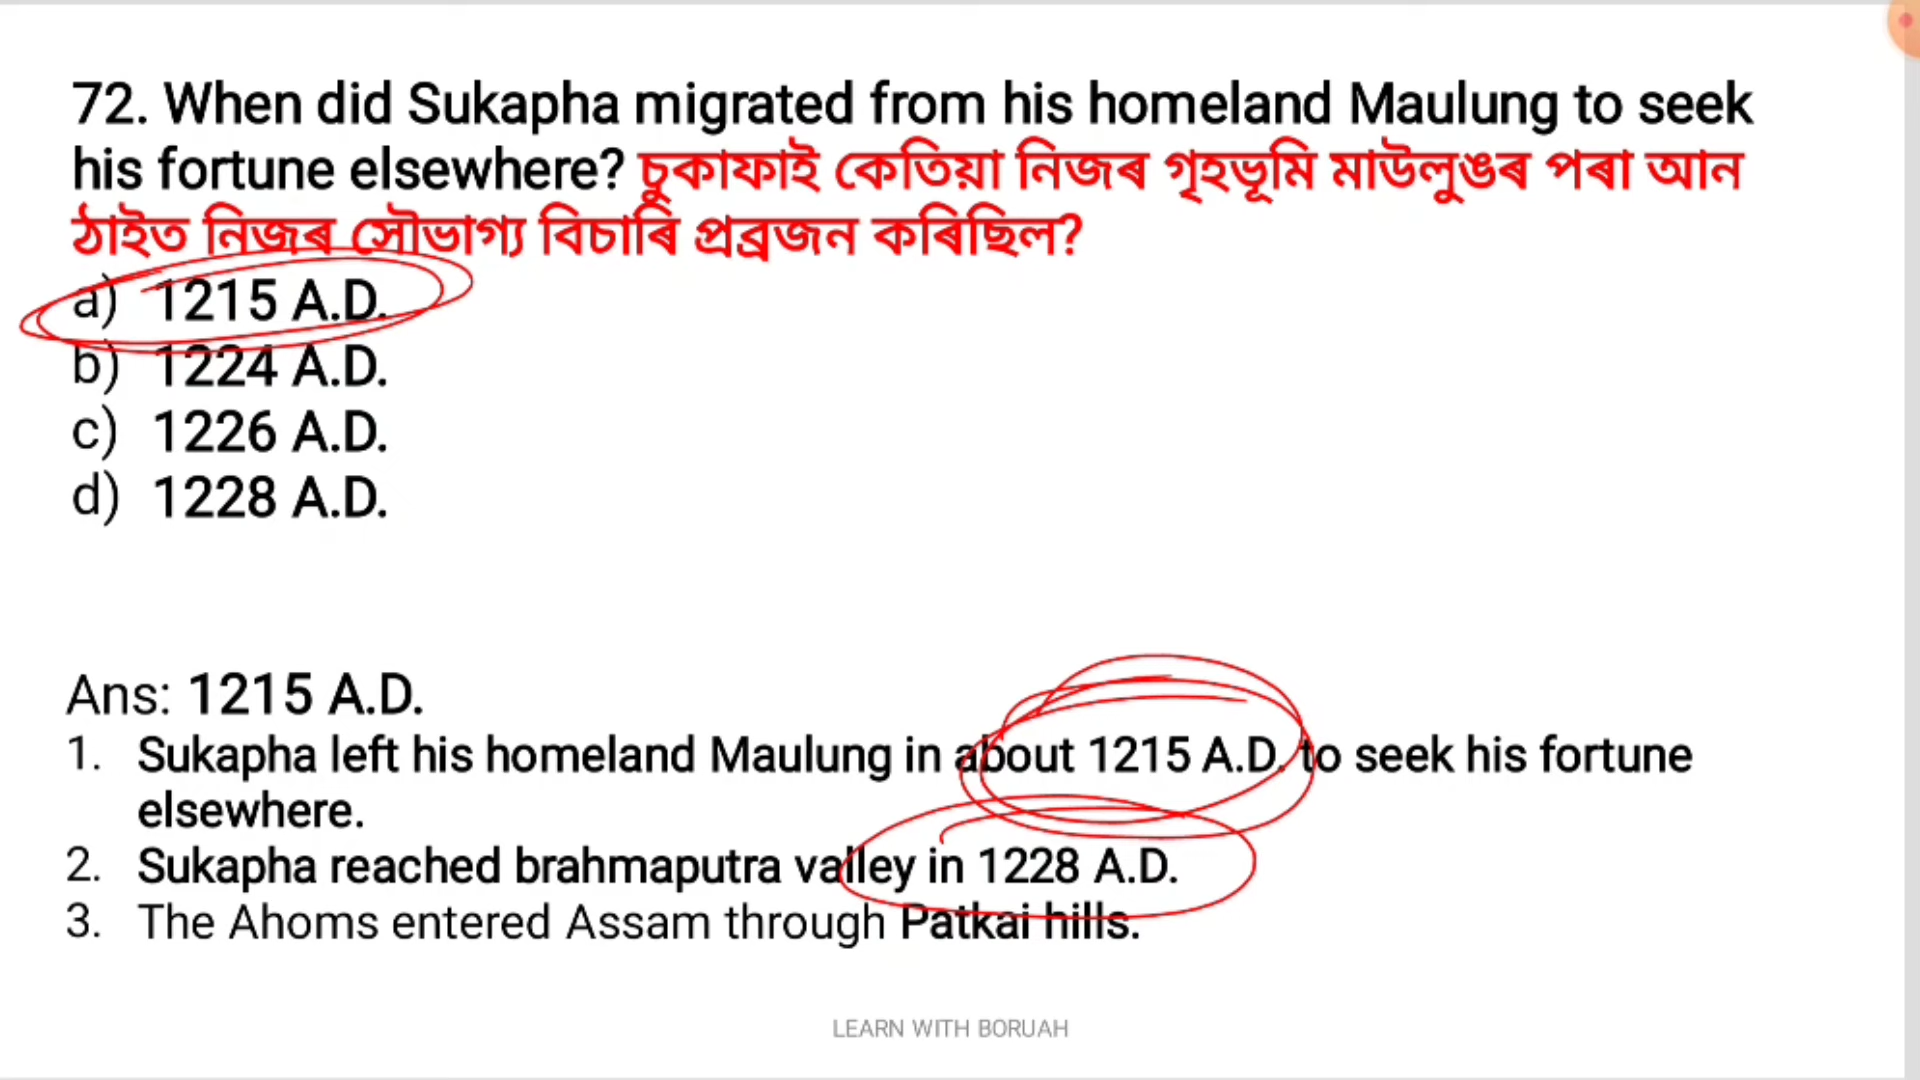 72. When did Sukapha migrated from his homeland Maulung to seek
his fortune elsewhere? চুকাফাই কেতিয়া নিজৰ গৃহভূমি মাউলুঙৰ পৰা আন
ঠাইত নিজৰ সৌভাগ্য বিচাৰি প্ৰব্ৰজন কৰিছিল?
a) 1215 A.D.
b) 1224 A.D.
c) 1226 A.D.
d) 1228 A.D.
Ans: 1215 A.D.
1. Sukapha left his homeland Maulung in about 1215 A.D. to seek his fortune
elsewhere.
2. Sukapha reached brahmaputra valley in 1228 A.D.
3. The Ahoms entered Assam through Patkai hills.
LEARN WITH BORUAH